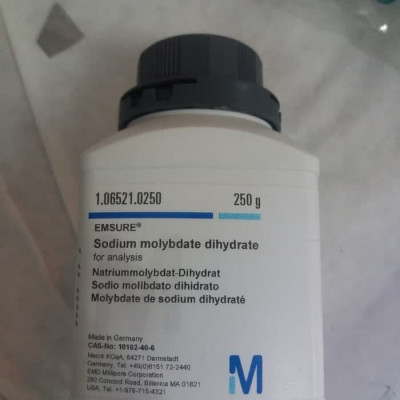 1.06521.0250 250 g
EMSURE®
Sodium molybdate dihydrate
for analysis
Natriummolybdat-Dihydrat
Sodio molibdato dihidrato
Molybdate de sodium dihydraté
Made in Germany
CAS-No: 10102-40-6
Merck KGaA, 64271 Darmstadt
Germany, Tel. +49(0)6151 72-2440
EMD Millipore Corporation
290 Concord Road, Billerica MA 01821
USA, Tel. +1-978-715-4321
M